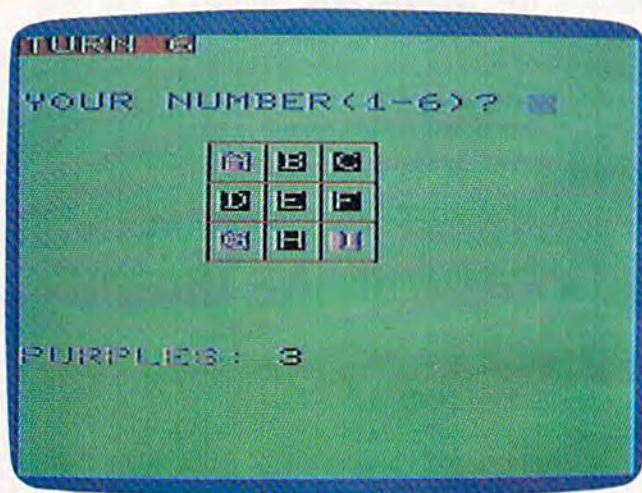 TURN 6
YOUR NUMBER(1-6)?
A B C
D E F
G H I
PURPLES: 3